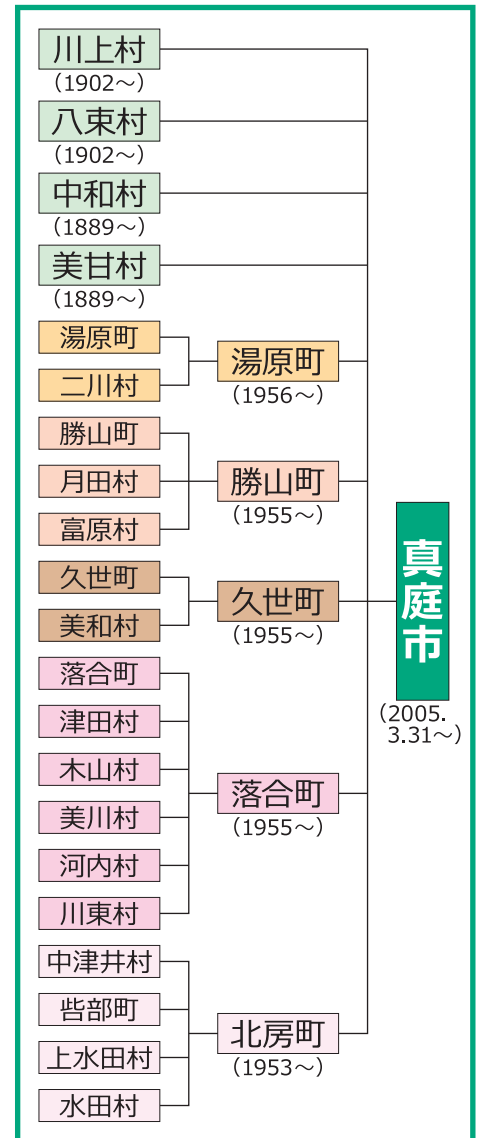 川上村
(1902～)
八束村
(1902～)
中和村
(1889～)
美甘村
(1889～)
湯原町
二川村
湯原町
(1956～)
勝山町
月田村
富原村
勝山町
(1955～)
久世町
美和村
久世町
(1955～)
落合町
津田村
木山村
美川村
河内村
川東村
落合町
(1955～)
中津井村
呰部町
上水田村
水田村
北房町
(1953～)
真庭市
(2005.
3.31～)